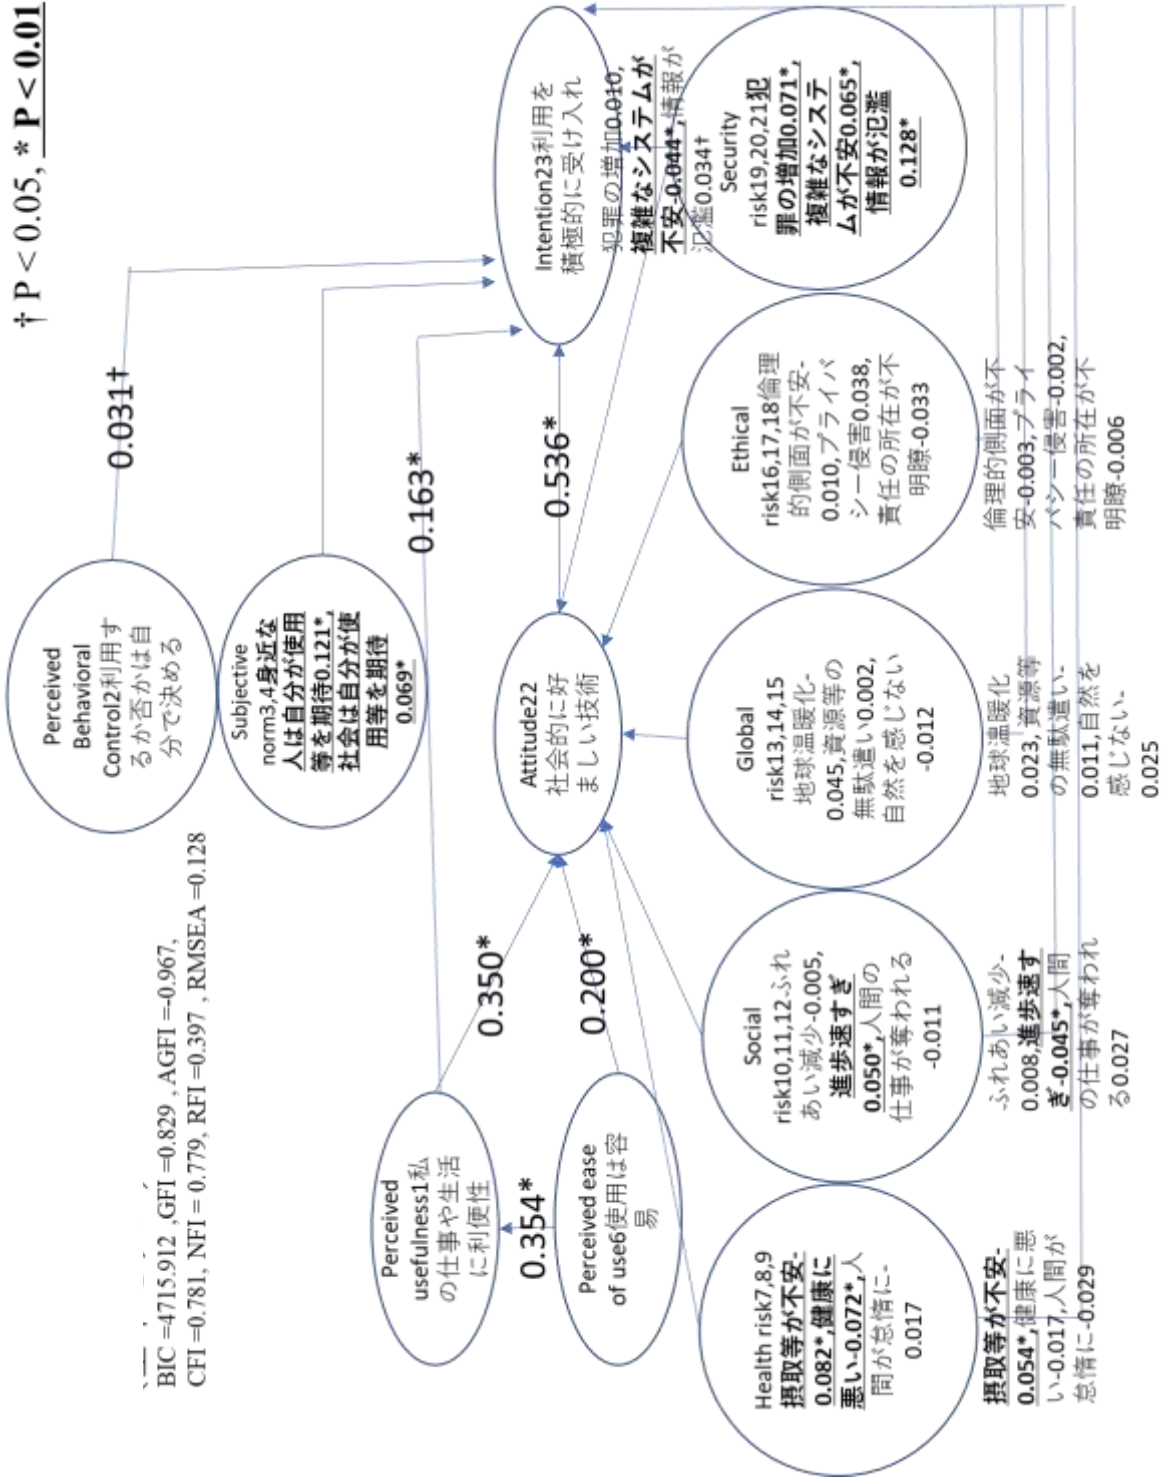 † P < 0.05, * P < 0.01
BIC =4715.912 ,GFI =0.829 , AGFI =-0.967,
CFI =0.781, NFI = 0.779, RFI =0.397 , RMSEA =0.128
Perceived
Behavioral
Control2利用す
るか否かは自
分で決める
0.031†
Subjective
norm3,4身近な
人は自分が使用
等を期待0.121*,
社会は自分が使
用等を期待
0.069*
0.163*
Perceived
usefulness1私
の仕事や生活
に利便性
0.350*
0.354*
Perceived ease
of use6使用は容
易
0.200*
Attitude22
社会的に好
ましい技術
0.536*
Intention23利用を
積極的に受け入れ
犯罪の増加0.010,
複雑なシステムが
不安-0.044*,情報が
氾濫0.034†
Health risk7,8,9
摂取等が不安-
0.082*,健康に
悪い-0.072*,人
間が怠惰に-
0.017
Social
risk10,11,12ふれ
あい減少-0.005,
進歩速すぎ
0.050*,人間の
仕事が奪われる
-0.011
Global
risk13,14,15
地球温暖化-
0.045,資源等の
無駄遣い0.002,
自然を感じない
-0.012
Ethical
risk16,17,18倫理
的側面が不安-
0.010,プライバ
シー侵害0.038,
責任の所在が不
明瞭-0.033
Security
risk19,20,21犯
罪の増加0.071*,
複雑なシステ
ムが不安0.065*,
情報が氾濫
0.128*
摂取等が不安-
0.054*,健康に悪
い-0.017,人間が
怠惰に-0.029
ふれあい減少-
0.008,進歩速す
ぎ-0.045*,人間
の仕事が奪われ
る0.027
地球温暖化
0.023,資源等
の無駄遣い-
0.011,自然を
感じない-
0.025
倫理的側面が不
安-0.003,プライ
バシー侵害-0.002,
責任の所在が不
明瞭-0.006